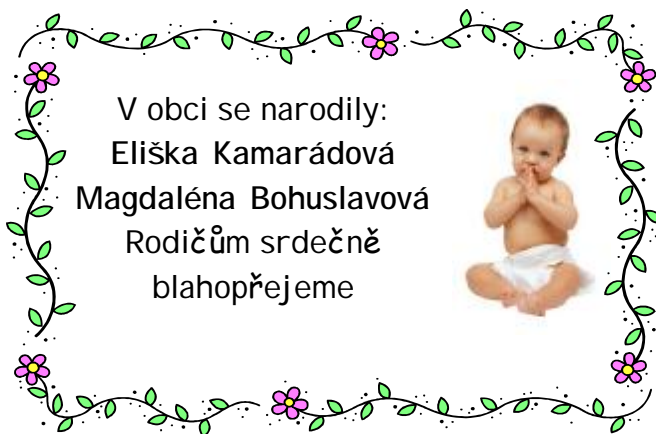 V obci se narodily:
Eliška Kamarádová
Magdaléna Bohuslavová
Rodičům srdečně
blahopřejeme